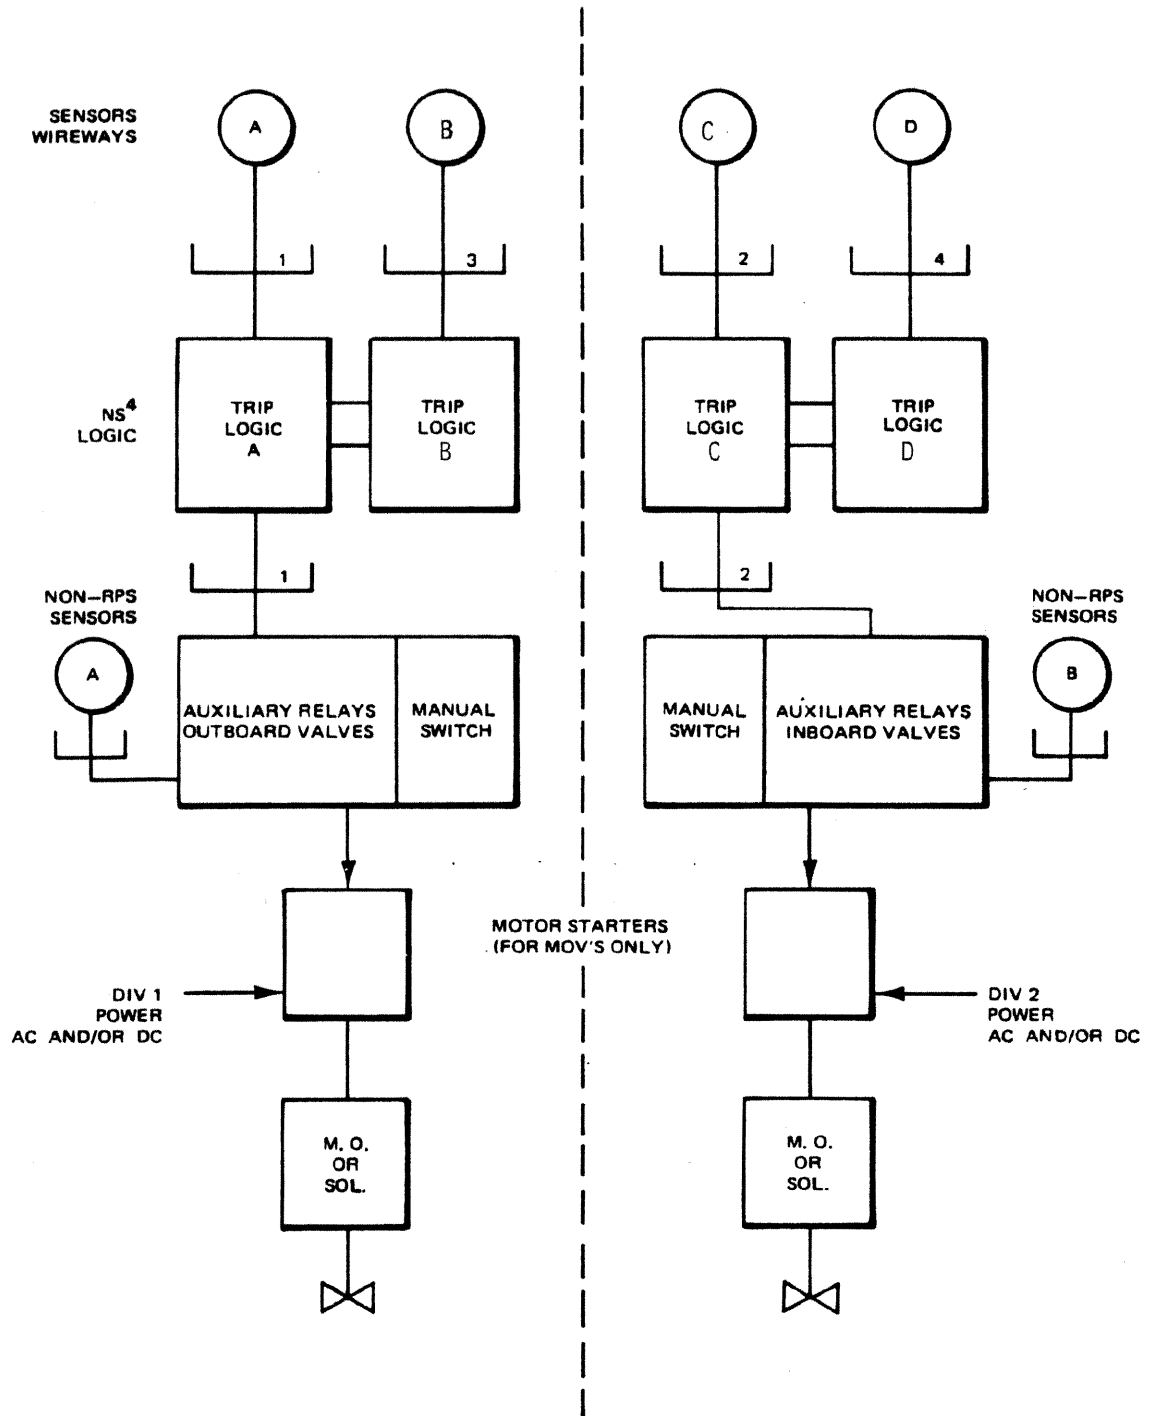 SENSORS
WIREWAYS
A
B
C
D
1
3
2
4
NS4
LOGIC
TRIP
LOGIC
A
TRIP
LOGIC
B
TRIP
LOGIC
C
TRIP
LOGIC
D
1
2
NON-RPS
SENSORS
A
NON-RPS
SENSORS
B
AUXILIARY RELAYS
OUTBOARD VALVES
MANUAL
SWITCH
MANUAL
SWITCH
AUXILIARY RELAYS
INBOARD VALVES
MOTOR STARTERS
(FOR MOV'S ONLY)
DIV 1
POWER
AC AND/OR DC
DIV 2
POWER
AC AND/OR DC
M. O.
OR
SOL.
M. O.
OR
SOL.